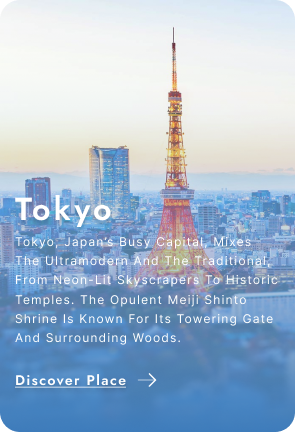 Tokyo
Tokyo, Japan's Busy Capital, Mixes
The Ultramodern And The Traditional,
From Neon-Lit Skyscrapers To Historic
Temples. The Opulent Meiji Shinto
Shrine Is Known For Its Towering Gate
And Surrounding Woods.
Discover Place